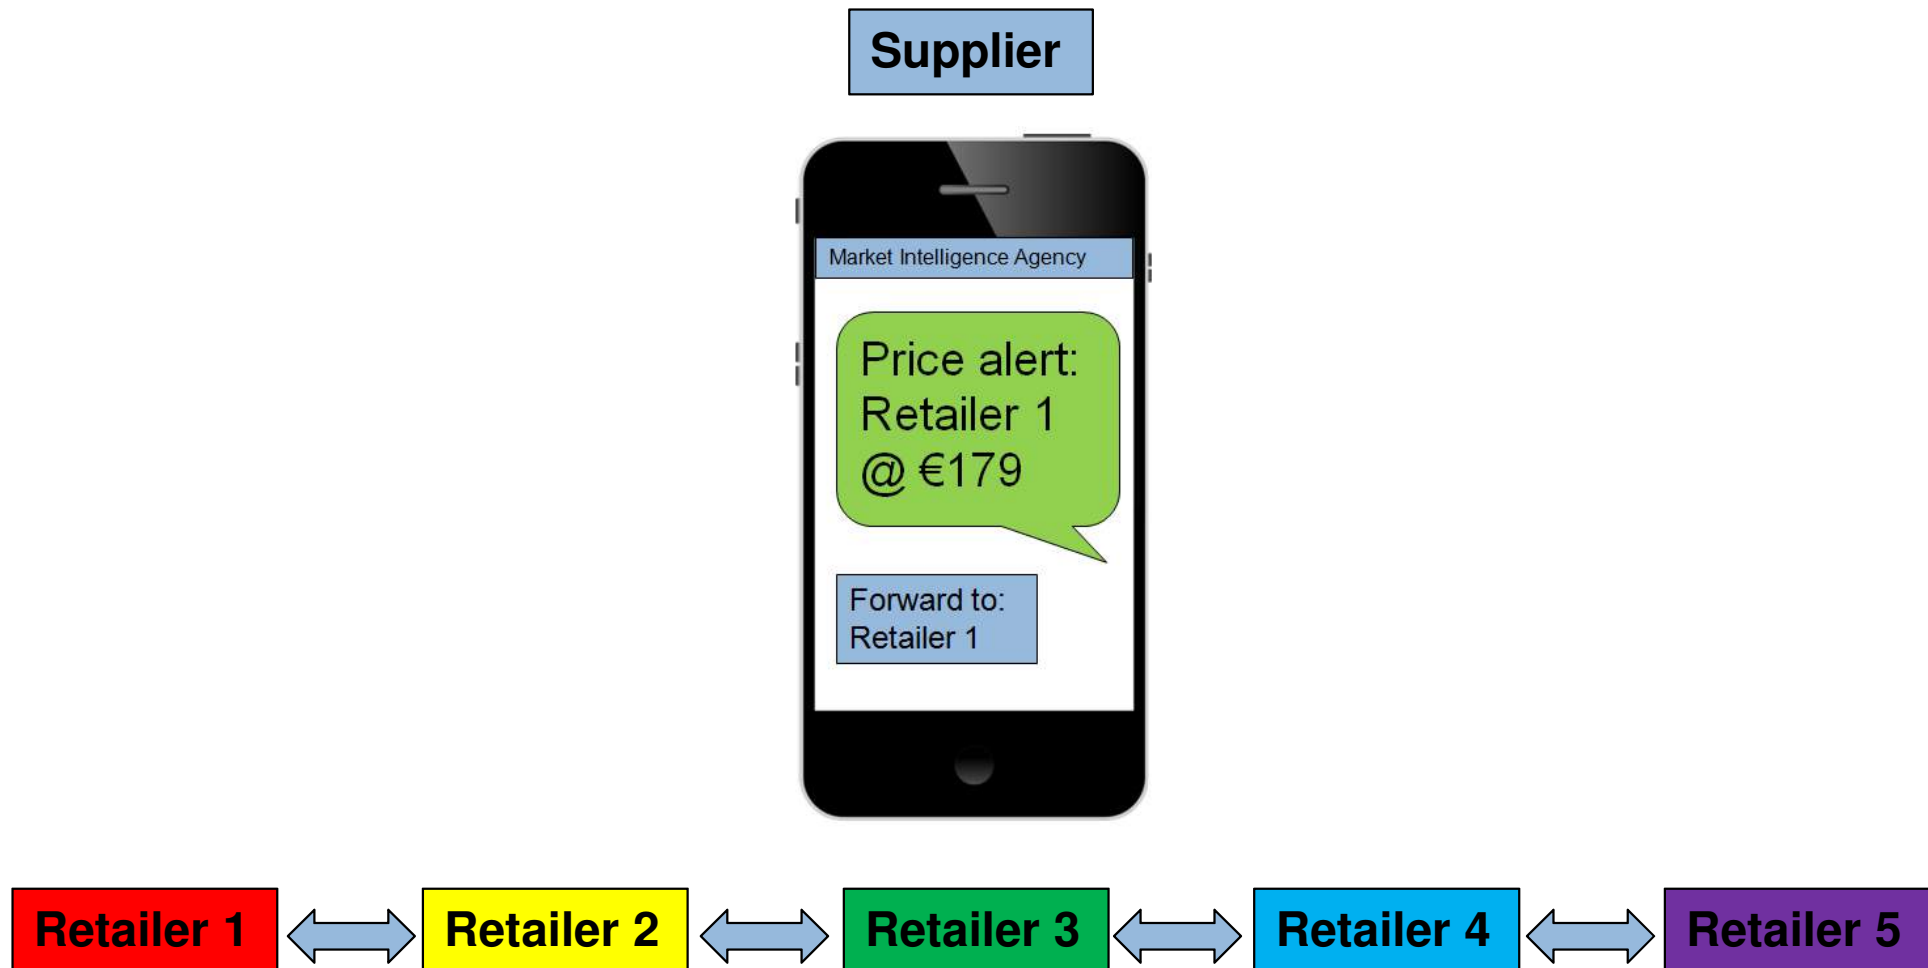 Supplier
Market Intelligence Agency
Price alert:
Retailer 1
@ €179
Forward to:
Retailer 1
Retailer 1
Retailer 2
Retailer 3
Retailer 4
Retailer 5